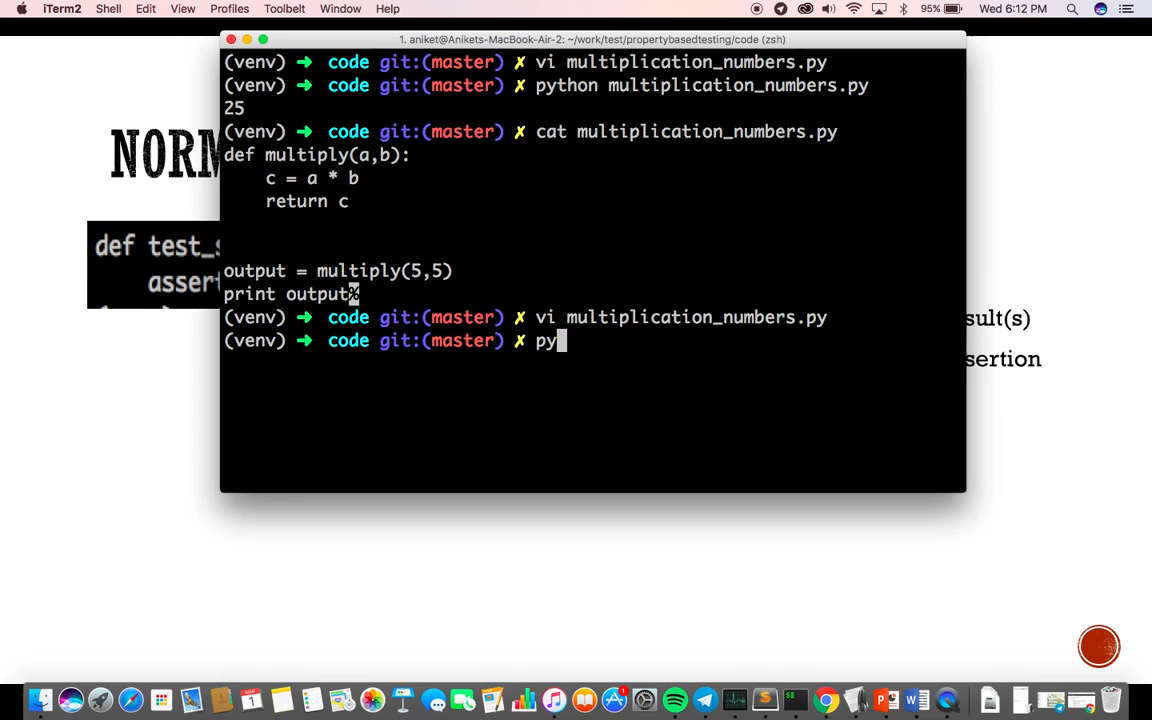 iTerm2 Shell Edit View Profiles Toolbelt Window Help 95% Wed 6:12 PM
1. aniket@Anikets-MacBook-Air-2: ~/work/test/propertybasedtesting/code (zsh)
(venv) ➜ code git:(master) ✗ vi multiplication_numbers.py
(venv) ➜ code git:(master) ✗ python multiplication_numbers.py
25
(venv) ➜ code git:(master) ✗ cat multiplication_numbers.py
def multiply(a,b):
c = a * b
return c
output = multiply(5,5)
print output%
(venv) ➜ code git:(master) ✗ vi multiplication_numbers.py
(venv) ➜ code git:(master) ✗ py
NORM
def test_s
assert
sult(s)
sertion